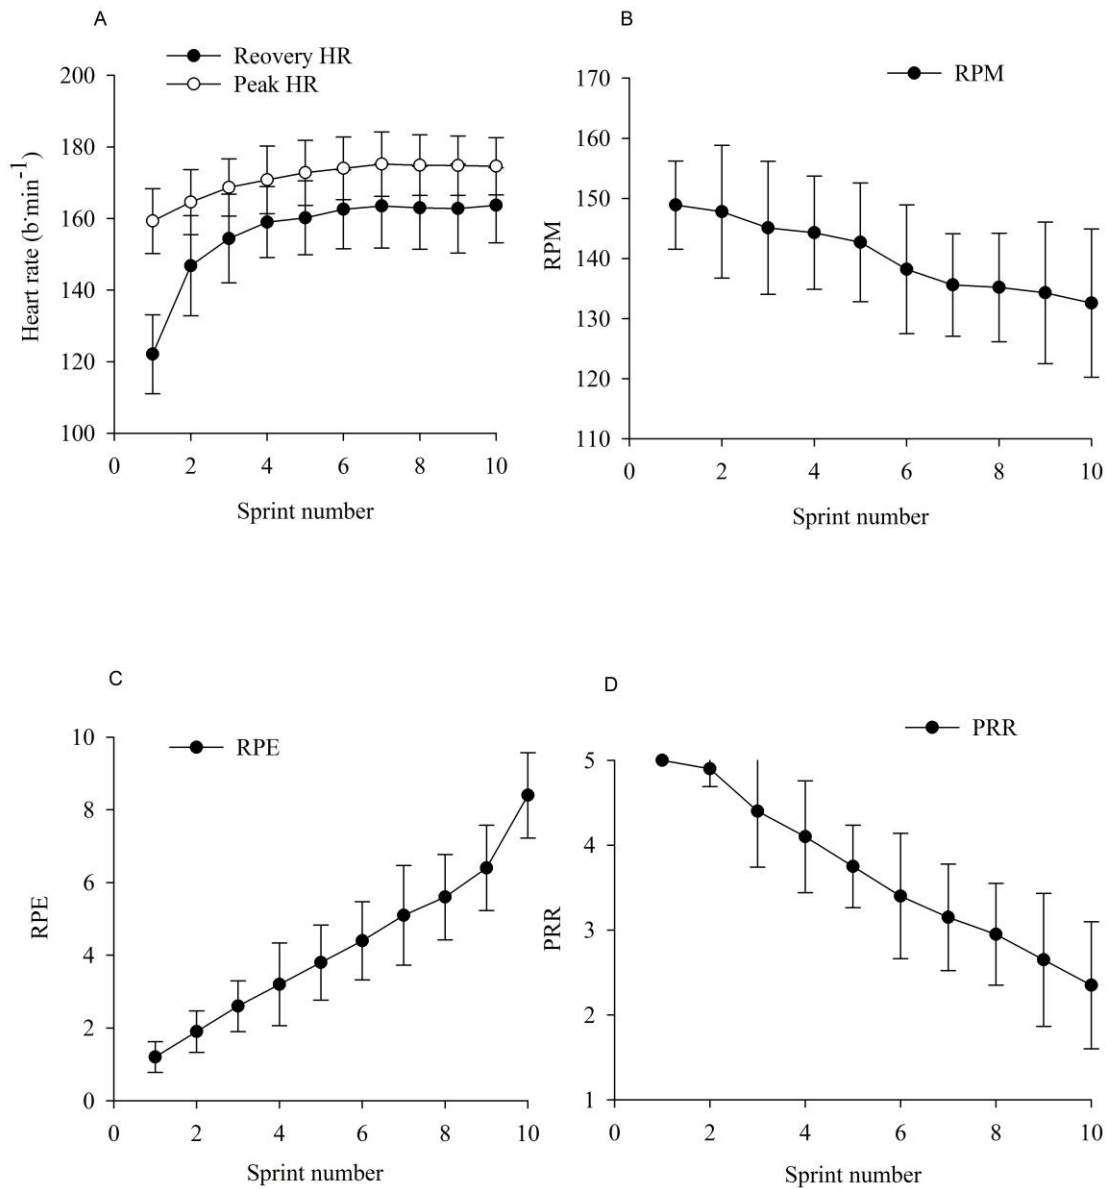 A
Reovery HR
Peak HR
200
180
160
140
120
100
Heart rate (b·min⁻¹)
0 2 4 6 8 10
Sprint number
B
RPM
170
160
150
140
130
120
110
RPM
0 2 4 6 8 10
Sprint number
C
RPE
10
8
6
4
2
0
RPE
0 2 4 6 8 10
Sprint number
D
PRR
5
4
3
2
1
PRR
0 2 4 6 8 10
Sprint number